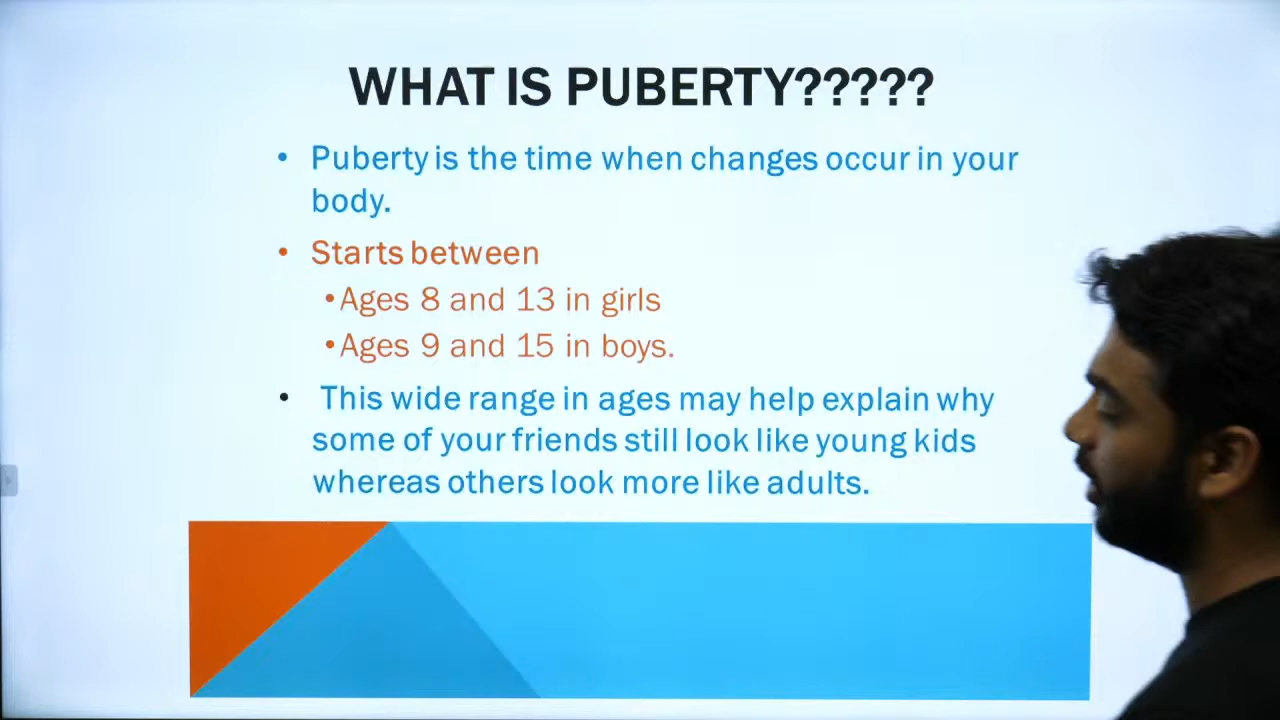 WHAT IS PUBERTY?????
• Puberty is the time when changes occur in your
body.
• Starts between
•Ages 8 and 13 in girls
•Ages 9 and 15 in boys.
• This wide range in ages may help explain why
some of your friends still look like young kids
whereas others look more like adults.